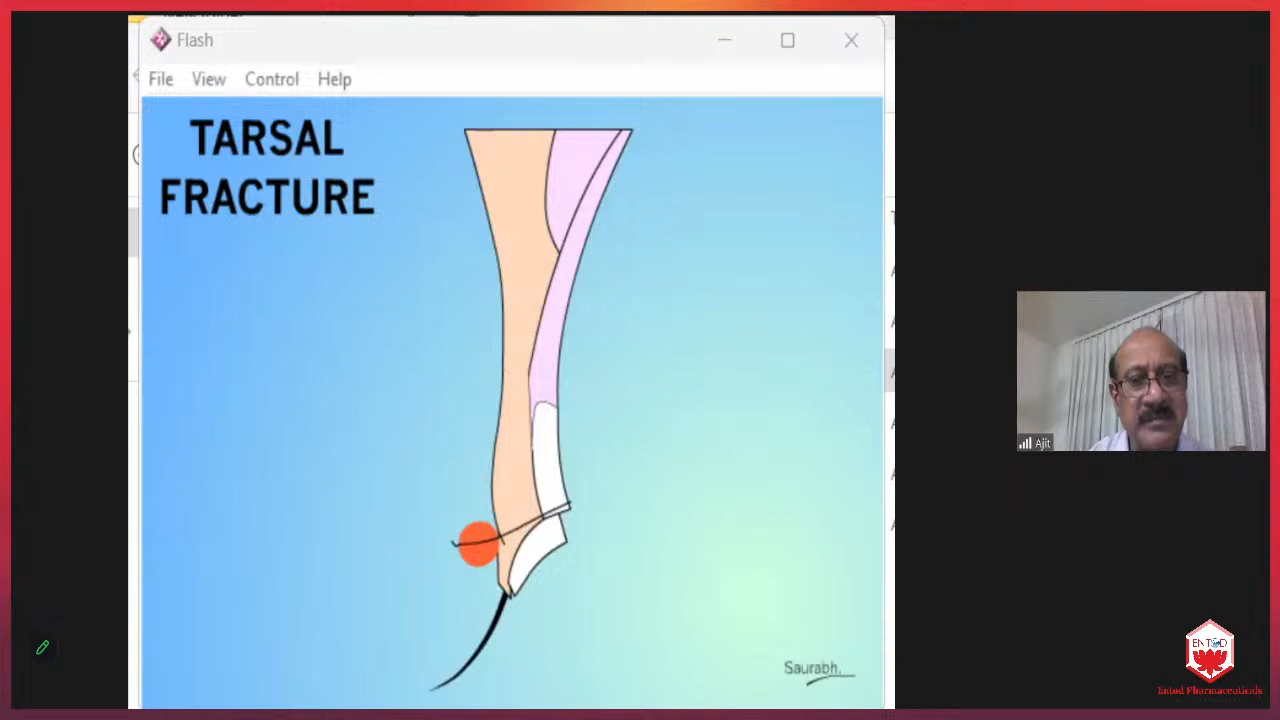 Flash
File View Control Help
TARSAL
FRACTURE
Ajit
Saurabh.
ENTOD
Entod Pharmaceuticals